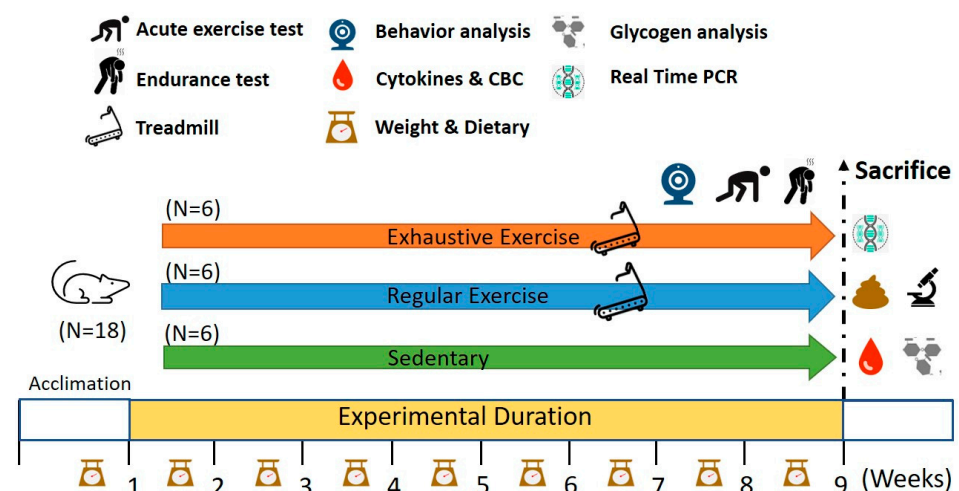 Acute exercise test
Behavior analysis
Glycogen analysis
Endurance test
Cytokines & CBC
Real Time PCR
Treadmill
Weight & Dietary
Sacrifice
(N=6)
Exhaustive Exercise
(N=6)
Regular Exercise
(N=18)
(N=6)
Sedentary
Acclimation
Experimental Duration
1 2 3 4 5 6 7 8 9 (Weeks)